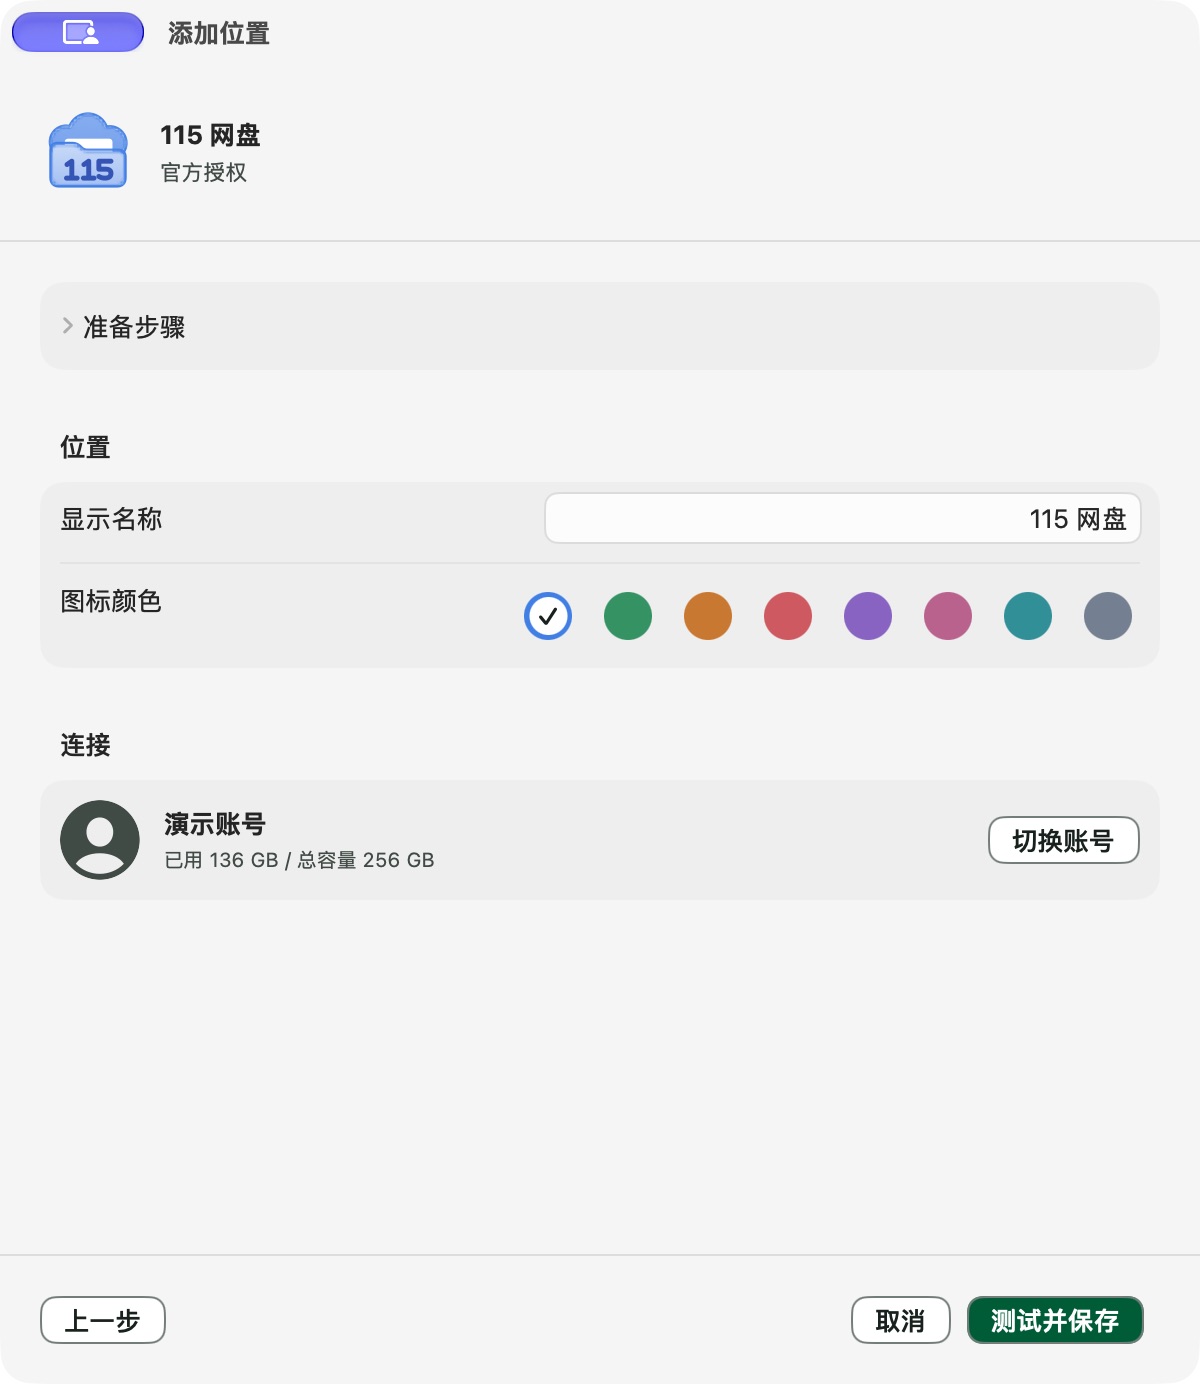 添加位置
115
115 网盘
官方授权
准备步骤
位置
显示名称
115 网盘
图标颜色
连接
演示账号
已用 136 GB / 总容量 256 GB
切换账号
上一步
取消
测试并保存